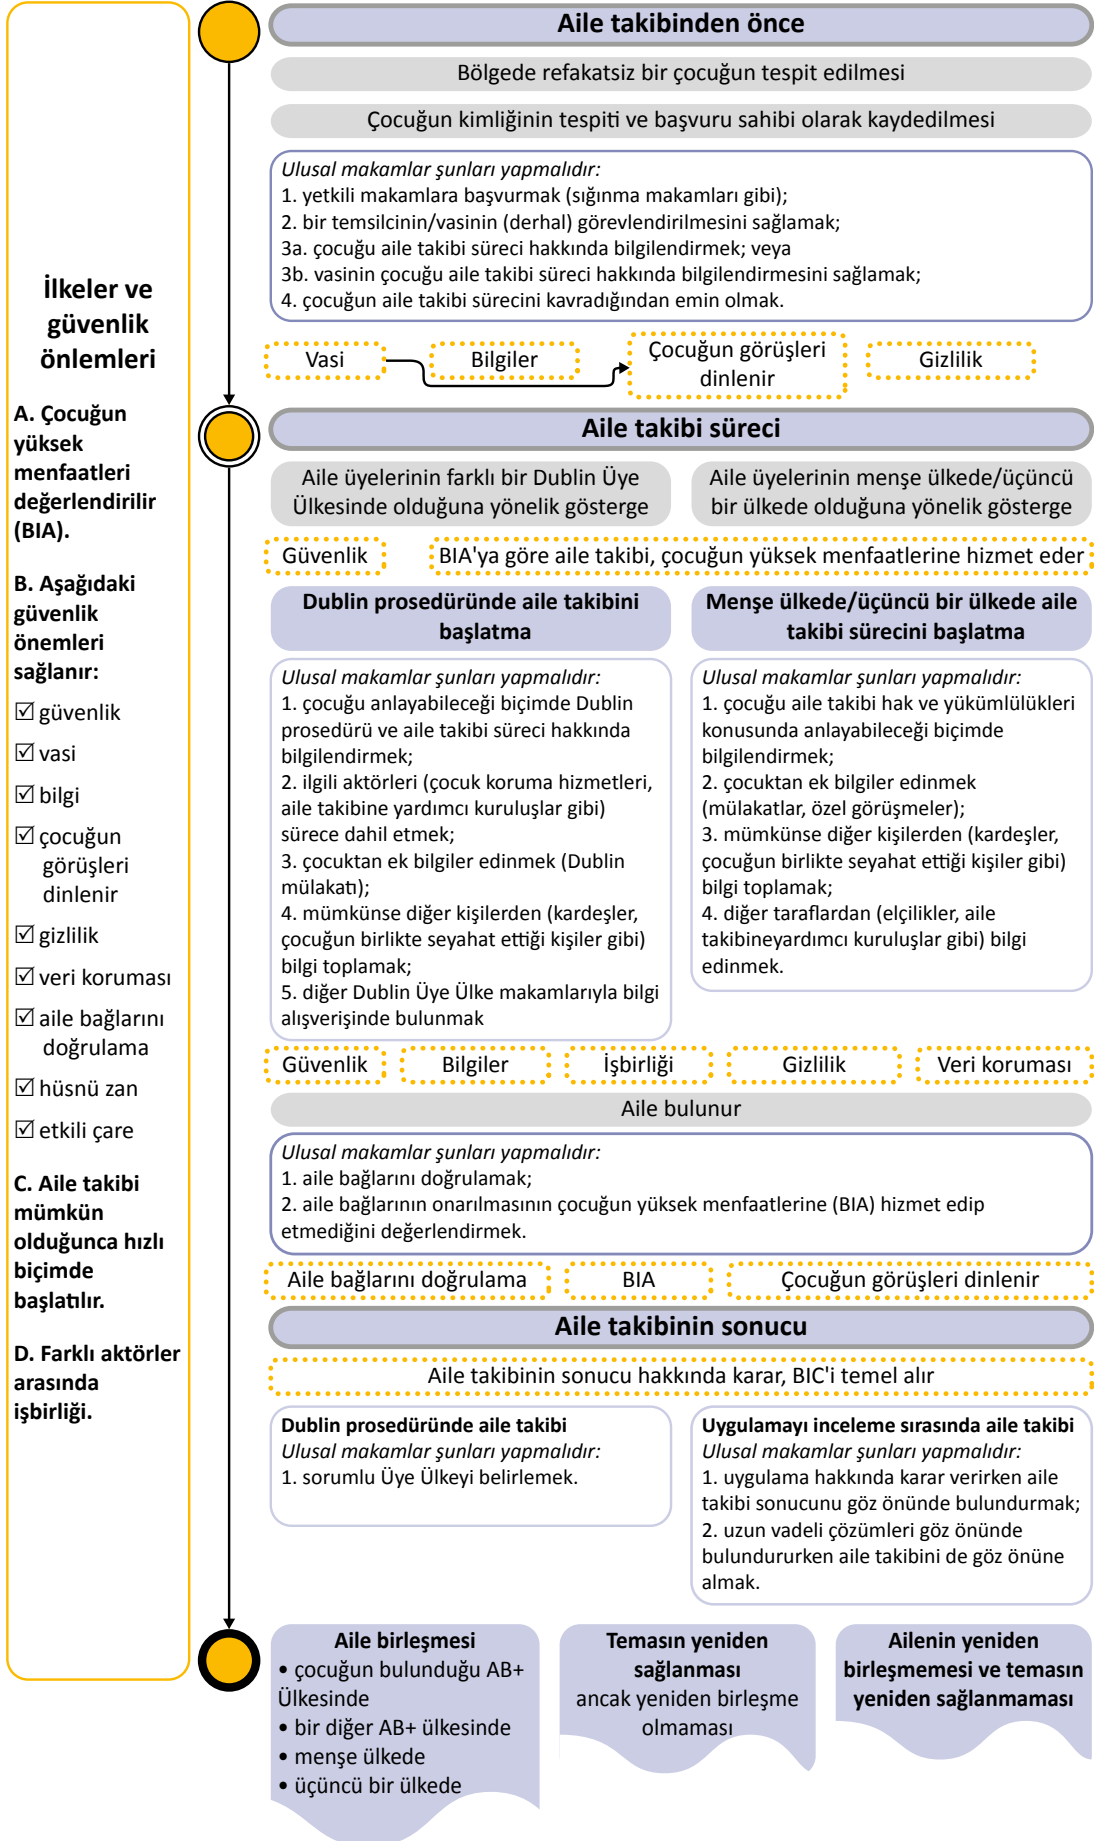 İlkeler ve
güvenlik
önlemleri
A. Çocuğun
yüksek
menfaatleri
değerlendirilir
(BIA).
B. Aşağıdaki
güvenlik
önemleri
sağlanır:
☑ güvenlik
☑ vasi
☑ bilgi
☑ çocuğun
görüşleri
dinlenir
☑ gizlilik
☑ veri koruması
☑ aile bağlarını
doğrulama
☑ hüsnü zan
☑ etkili çare
C. Aile takibi
mümkün
olduğunca hızlı
biçimde
başlatılır.
D. Farklı aktörler
arasında
işbirliği.
Aile takibinden önce
Bölgede refakatsiz bir çocuğun tespit edilmesi
Çocuğun kimliğinin tespiti ve başvuru sahibi olarak kaydedilmesi
Ulusal makamlar şunları yapmalıdır:
1. yetkili makamlara başvurmak (sığınma makamları gibi);
2. bir temsilcinin/vasinin (derhal) görevlendirilmesini sağlamak;
3a. çocuğu aile takibi süreci hakkında bilgilendirmek; veya
3b. vasinin çocuğu aile takibi süreci hakkında bilgilendirmesini sağlamak;
4. çocuğun aile takibi sürecini kavradığından emin olmak.
Vasi
Bilgiler
Çocuğun görüşleri
dinlenir
Gizlilik
Aile takibi süreci
Aile üyelerinin farklı bir Dublin Üye
Ülkesinde olduğuna yönelik gösterge
Aile üyelerinin menşe ülkede/üçüncü
bir ülkede olduğuna yönelik gösterge
Güvenlik
BIA'ya göre aile takibi, çocuğun yüksek menfaatlerine hizmet eder
Dublin prosedüründe aile takibini
başlatma
Ulusal makamlar şunları yapmalıdır:
1. çocuğu anlayabileceği biçimde Dublin
prosedürü ve aile takibi süreci hakkında
bilgilendirmek;
2. ilgili aktörleri (çocuk koruma hizmetleri,
aile takibine yardımcı kuruluşlar gibi)
sürece dahil etmek;
3. çocuktan ek bilgiler edinmek (Dublin
mülakatı);
4. mümkünse diğer kişilerden (kardeşler,
çocuğun birlikte seyahat ettiği kişiler gibi)
bilgi toplamak;
5. diğer Dublin Üye Ülke makamlarıyla bilgi
alışverişinde bulunmak
Menşe ülkede/üçüncü bir ülkede aile
takibi sürecini başlatma
Ulusal makamlar şunları yapmalıdır:
1. çocuğu aile takibi hak ve yükümlülükleri
konusunda anlayabileceği biçimde
bilgilendirmek;
2. çocuktan ek bilgiler edinmek
(mülakatlar, özel görüşmeler);
3. mümkünse diğer kişilerden (kardeşler,
çocuğun birlikte seyahat ettiği kişiler gibi)
bilgi toplamak;
4. diğer taraflardan (elçilikler, aile
takibineyardımcı kuruluşlar gibi) bilgi
edinmek.
Güvenlik
Bilgiler
İşbirliği
Gizlilik
Veri koruması
Aile bulunur
Ulusal makamlar şunları yapmalıdır:
1. aile bağlarını doğrulamak;
2. aile bağlarının onarılmasının çocuğun yüksek menfaatlerine (BIA) hizmet edip
etmediğini değerlendirmek.
Aile bağlarını doğrulama
BIA
Çocuğun görüşleri dinlenir
Aile takibinin sonucu
Aile takibinin sonucu hakkında karar, BIC'i temel alır
Dublin prosedüründe aile takibi
Ulusal makamlar şunları yapmalıdır:
1. sorumlu Üye Ülkeyi belirlemek.
Uygulamayı inceleme sırasında aile takibi
Ulusal makamlar şunları yapmalıdır:
1. uygulama hakkında karar verirken aile
takibi sonucunu göz önünde bulundurmak;
2. uzun vadeli çözümleri göz önünde
bulundururken aile takibini de göz önüne
almak.
Aile birleşmesi
• çocuğun bulunduğu AB+
Ülkesinde
• bir diğer AB+ ülkesinde
• menşe ülkede
• üçüncü bir ülkede
Temasın yeniden
sağlanması
ancak yeniden birleşme
olmaması
Ailenin yeniden
birleşmemesi ve temasın
yeniden sağlanmaması